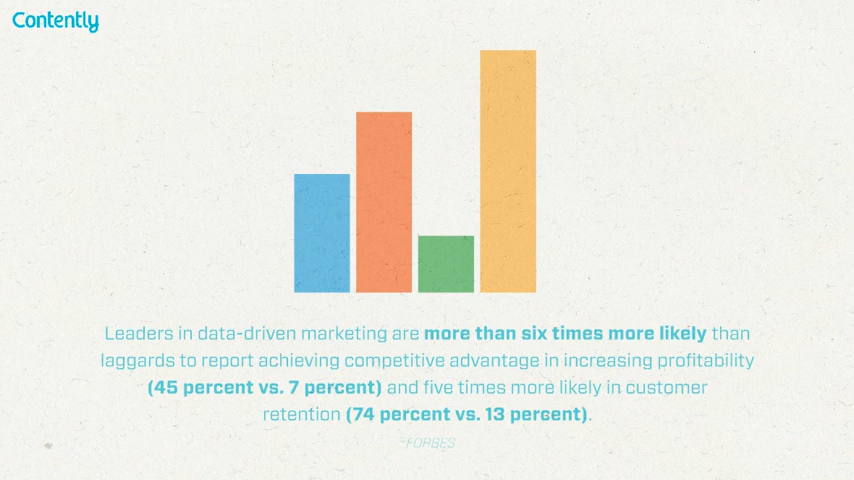 Contently
Leaders in data-driven marketing are more than six times more likely than
laggards to report achieving competitive advantage in increasing profitability
(45 percent vs. 7 percent) and five times more likely in customer
retention (74 percent vs. 13 percent).
-FORBES